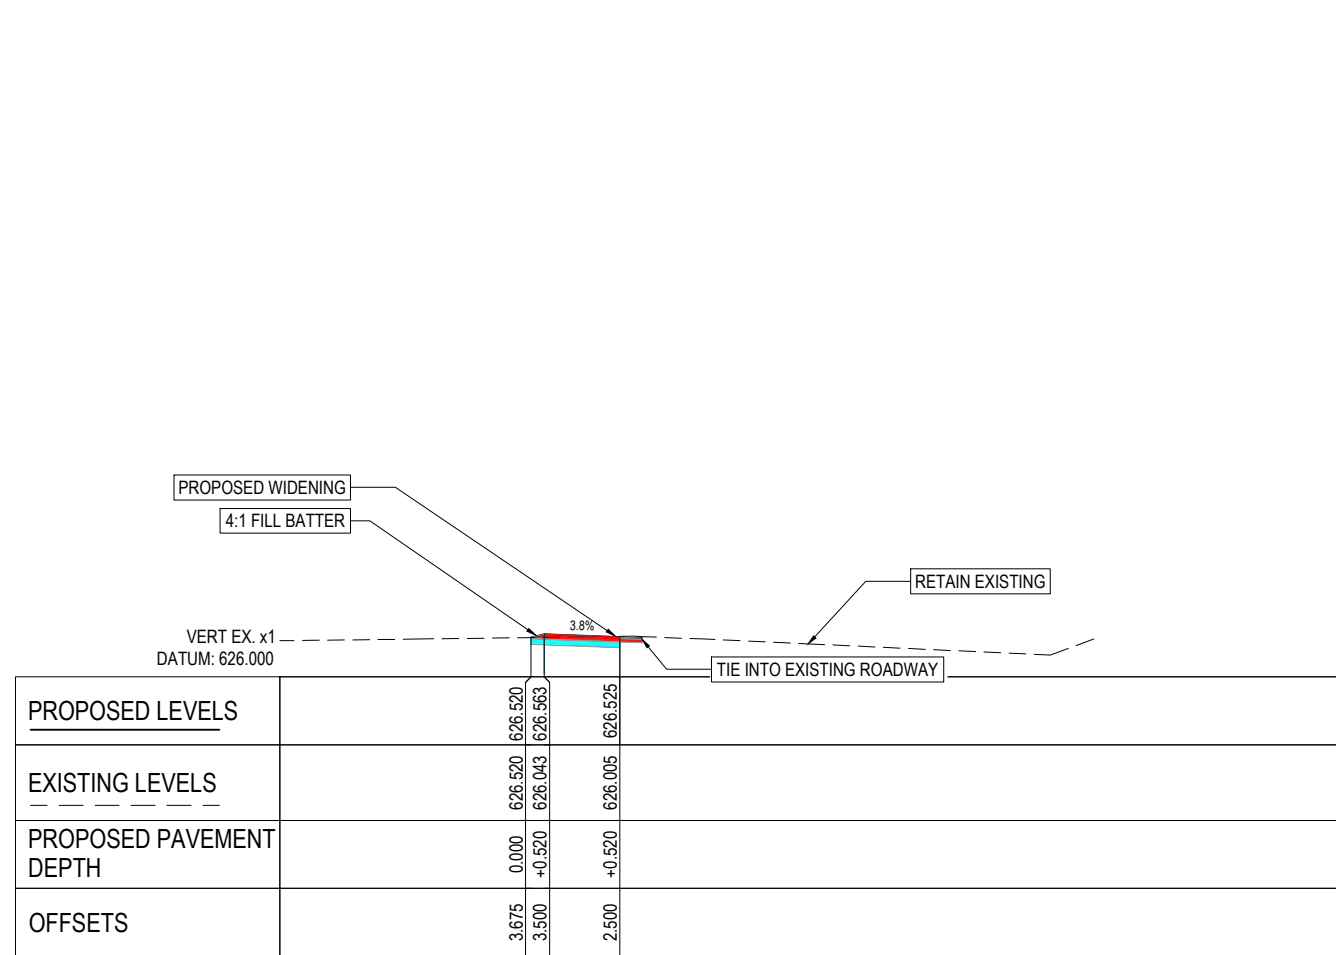 PROPOSED WIDENING
4:1 FILL BATTER
RETAIN EXISTING
3.8%
VERT EX. x1
DATUM: 626.000
TIE INTO EXISTING ROADWAY
PROPOSED LEVELS
626.520
626.563
626.525
EXISTING LEVELS
626.520
626.043
626.005
PROPOSED PAVEMENT
DEPTH
0.000
+0.520
+0.520
OFFSETS
3.675
3.500
2.500